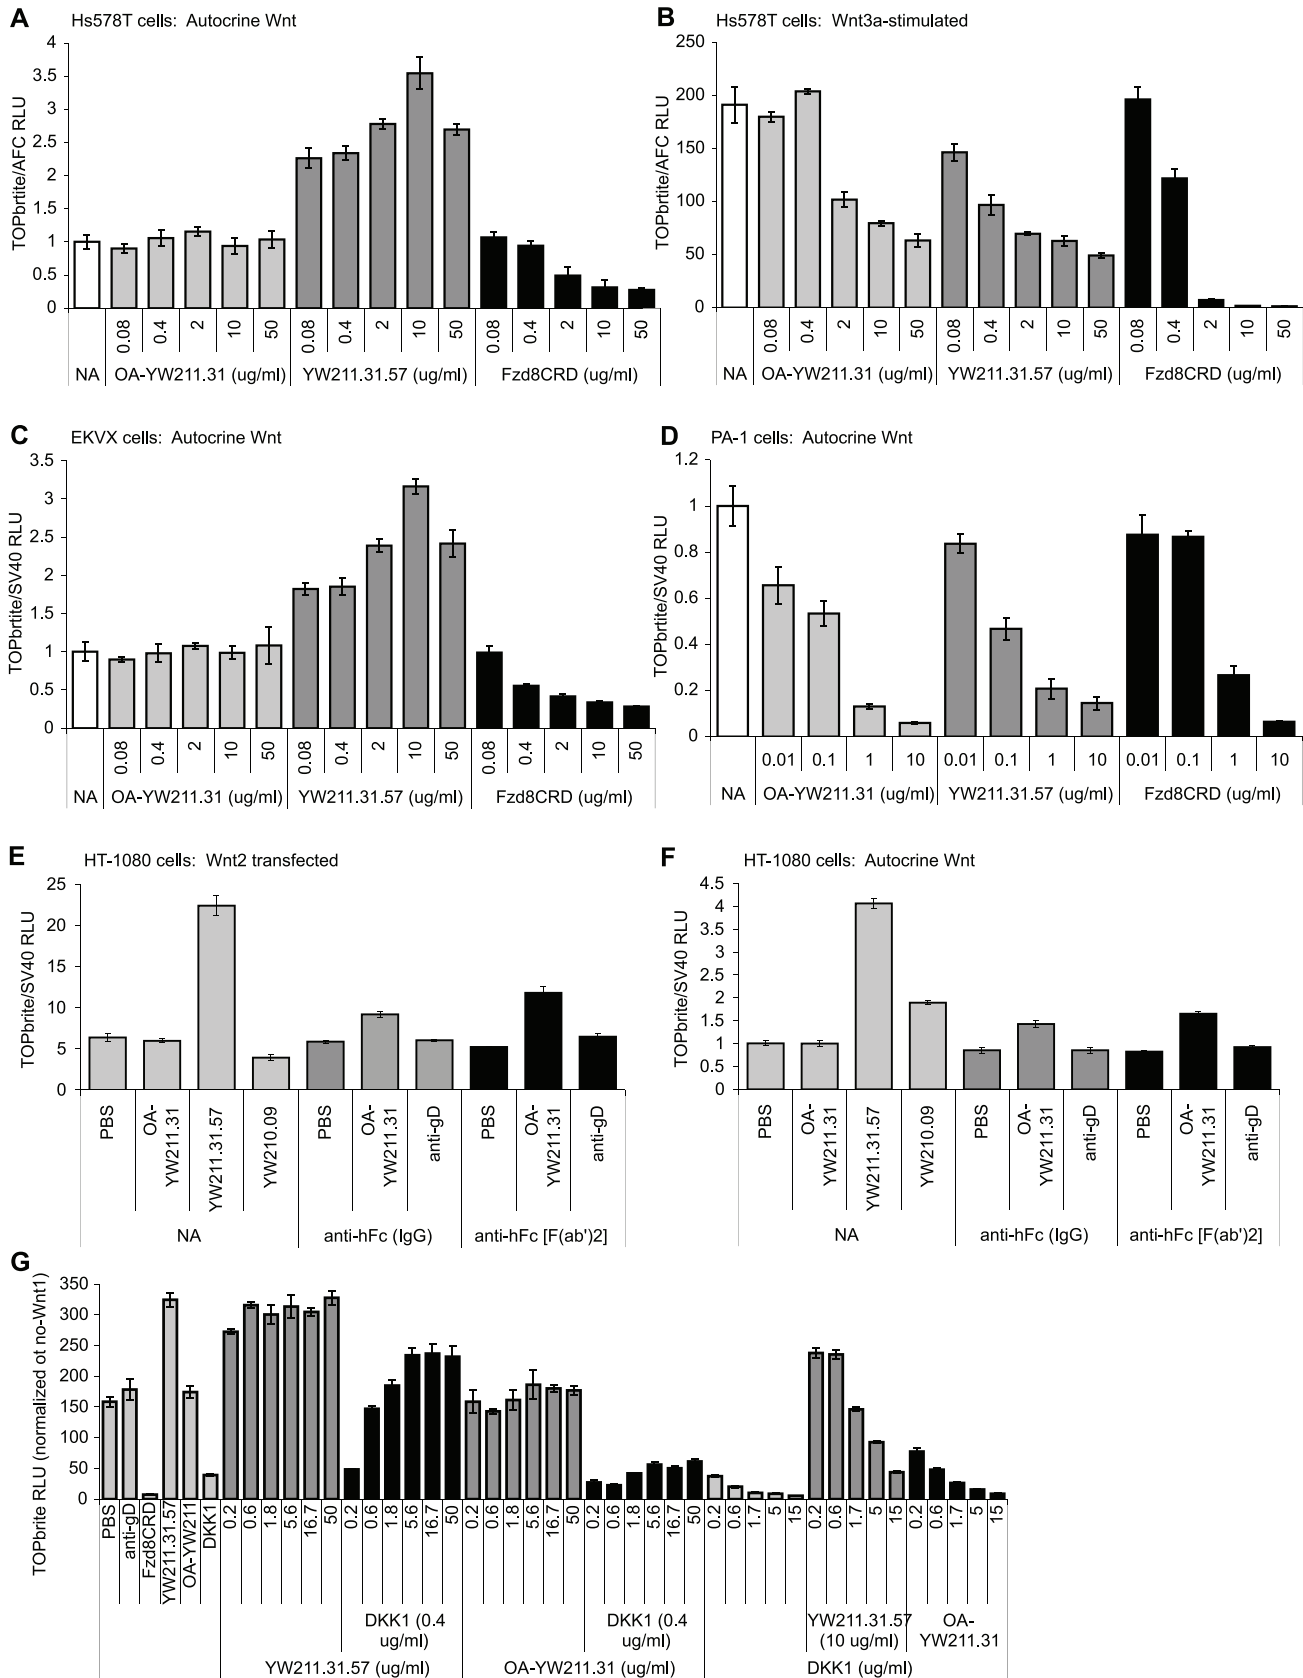 A Hs578T cells: Autocrine Wnt
TOPbrtite/AFC RLU
4
3.5
3
2.5
2
1.5
1
0.5
0
0.08 0.4 2 10 50 0.08 0.4 2 10 50 0.08 0.4 2 10 50
NA OA-YW211.31 (ug/ml) YW211.31.57 (ug/ml) Fzd8CRD (ug/ml)
B Hs578T cells: Wnt3a-stimulated
TOPbrtite/AFC RLU
250
200
150
100
50
0
0.08 0.4 2 10 50 0.08 0.4 2 10 50 0.08 0.4 2 10 50
NA OA-YW211.31 (ug/ml) YW211.31.57 (ug/ml) Fzd8CRD (ug/ml)
C EKVX cells: Autocrine Wnt
TOPbrtite/SV40 RLU
3.5
3
2.5
2
1.5
1
0.5
0
0.08 0.4 2 10 50 0.08 0.4 2 10 50 0.08 0.4 2 10 50
NA OA-YW211.31 (ug/ml) YW211.31.57 (ug/ml) Fzd8CRD (ug/ml)
D PA-1 cells: Autocrine Wnt
TOPbrtite/SV40 RLU
1.2
1
0.8
0.6
0.4
0.2
0
0.01 0.1 1 10 0.01 0.1 1 10 0.01 0.1 1 10
NA OA-YW211.31 (ug/ml) YW211.31.57 (ug/ml) Fzd8CRD (ug/ml)
E HT-1080 cells: Wnt2 transfected
TOPbrite/SV40 RLU
25
20
15
10
5
0
PBS
OA-
YW211.31
YW211.31.57
YW210.09
PBS
OA-
YW211.31
anti-gD
PBS
OA-
YW211.31
anti-gD
NA anti-hFc (IgG) anti-hFc [F(ab')2]
F HT-1080 cells: Autocrine Wnt
TOPbrite/SV40 RLU
4.5
4
3.5
3
2.5
2
1.5
1
0.5
0
PBS
OA-
YW211.31
YW211.31.57
YW210.09
PBS
OA-
YW211.31
anti-gD
PBS
OA-
YW211.31
anti-gD
NA anti-hFc (IgG) anti-hFc [F(ab')2]
G
TOPbrite RLU (normalized ot no-Wnt1)
350
300
250
200
150
100
50
0
PBS
anti-gD
Fzd8CRD
YW211.31.57
OA-YW211
DKK1
0.2 0.6 1.8 5.6 16.7 50 0.2 0.6 1.8 5.6 16.7 50 0.2 0.6 1.8 5.6 16.7 50 0.2 0.6 1.8 5.6 16.7 50 0.2 0.6 1.7 5 15 0.2 0.6 1.7 5 15 0.2 0.6 1.7 5 15
DKK1 (0.4
ug/ml)
DKK1 (0.4
ug/ml)
YW211.31.57
(10 ug/ml)
OA-
YW211.31
YW211.31.57 (ug/ml) OA-YW211.31 (ug/ml) DKK1 (ug/ml)